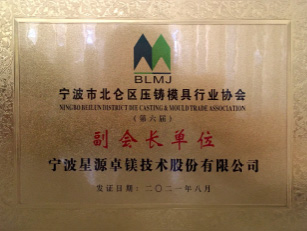 BLMJ
宁波市北仑区压铸模具行业协会
NINGBO BEILUN DISTRICT DIE CASTING & MOULD TRADE ASSOCIATION
(第六届)
副会长单位
宁波星源卓镁技术股份有限公司
发证日期:二〇二一年八月